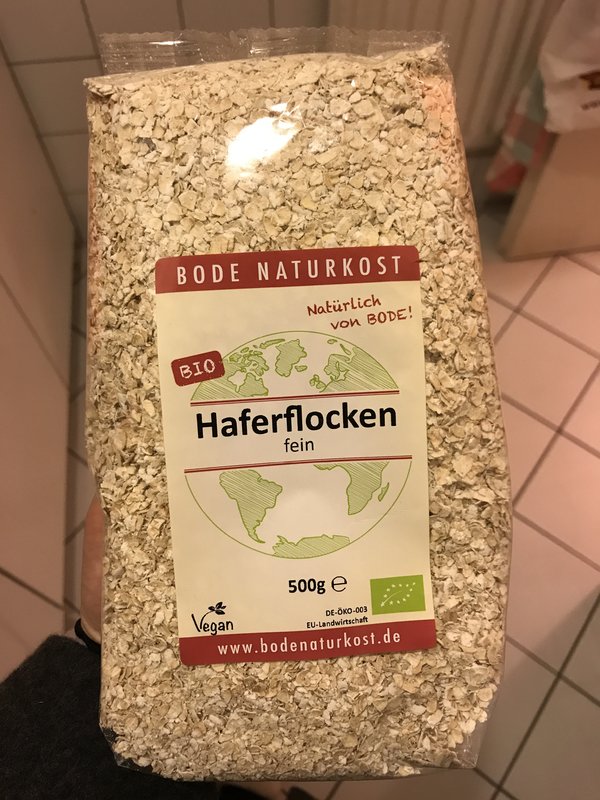 BODE NATURKOST
Natürlich
von BODE!
BIO
Haferflocken
fein
500g ℮
Vegan
DE-ÖKO-003
EU-Landwirtschaft
www.bodenaturkost.de